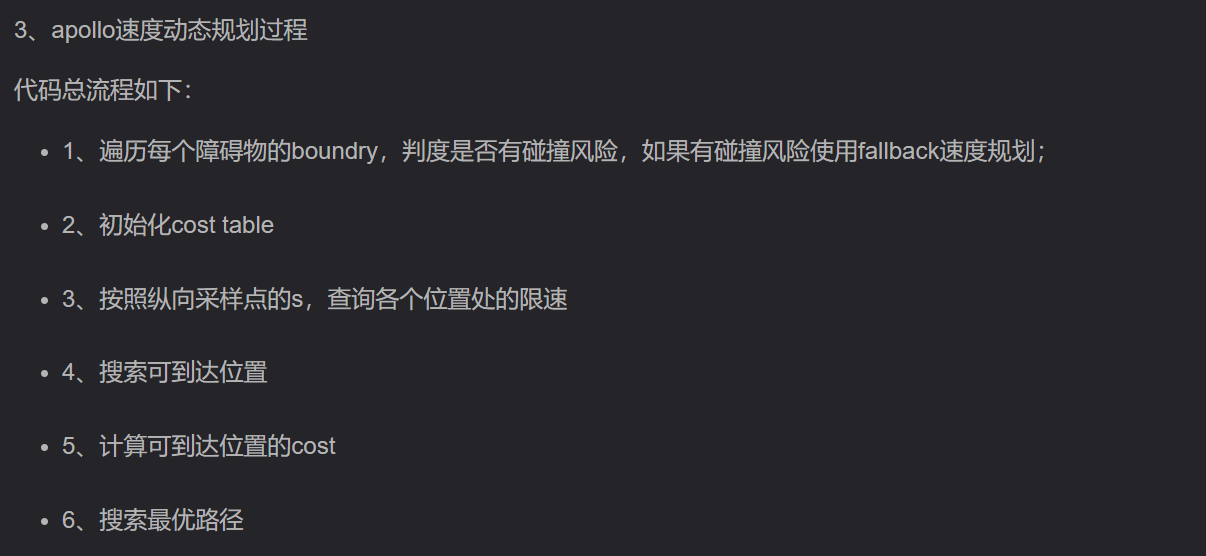 3、apollo速度动态规划过程
代码总流程如下：
• 1、遍历每个障碍物的boundry，判度是否有碰撞风险，如果有碰撞风险使用fallback速度规划；
• 2、初始化cost table
• 3、按照纵向采样点的s，查询各个位置处的限速
• 4、搜索可到达位置
• 5、计算可到达位置的cost
• 6、搜索最优路径